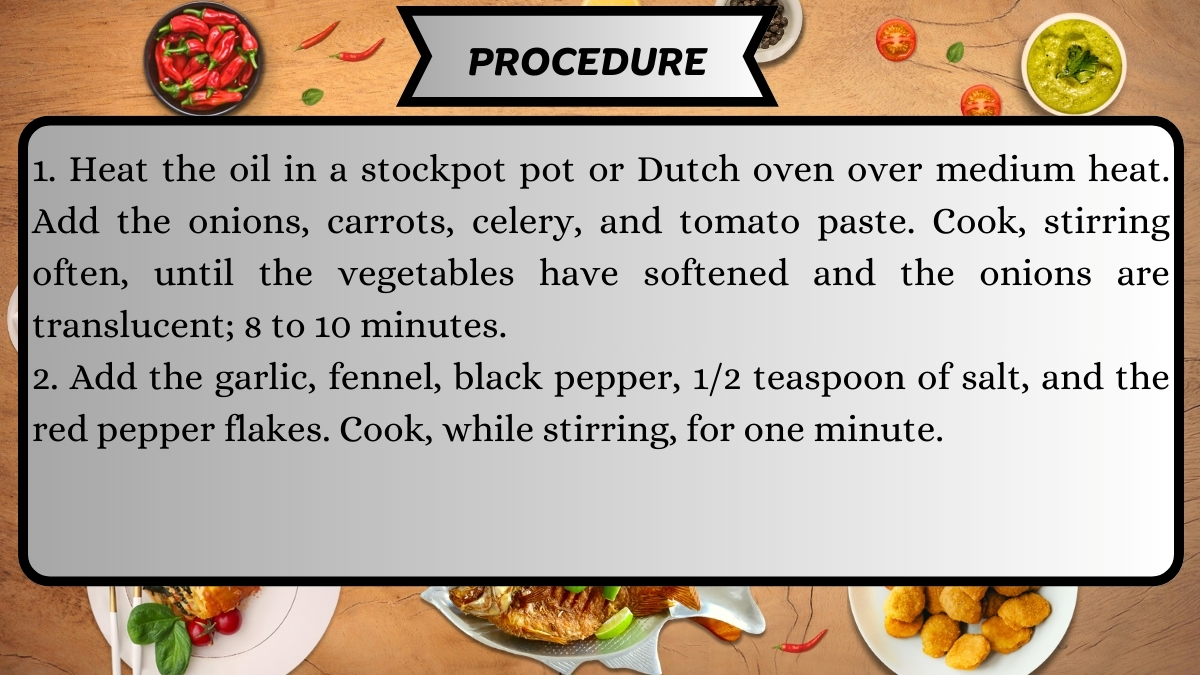 PROCEDURE
1. Heat the oil in a stockpot pot or Dutch oven over medium heat.
Add the onions, carrots, celery, and tomato paste. Cook, stirring
often, until the vegetables have softened and the onions are
translucent; 8 to 10 minutes.
2. Add the garlic, fennel, black pepper, 1/2 teaspoon of salt, and the
red pepper flakes. Cook, while stirring, for one minute.